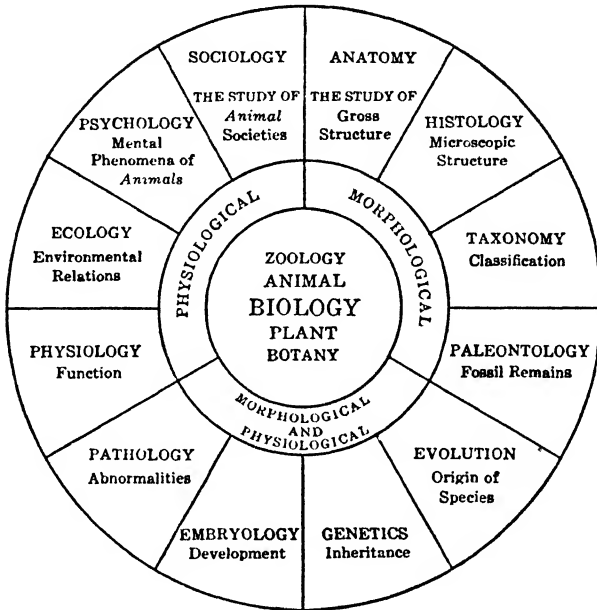 SOCIOLOGY
THE STUDY OF
Animal
Societies
ANATOMY
THE STUDY OF
Gross
Structure
HISTOLOGY
Microscopic
Structure
TAXONOMY
Classification
PALEONTOLOGY
Fossil Remains
EVOLUTION
Origin of
Species
GENETICS
Inheritance
EMBRYOLOGY
Development
PATHOLOGY
Abnormalities
PHYSIOLOGY
Function
ECOLOGY
Environmental
Relations
PSYCHOLOGY
Mental
Phenomena of
Animals
PHYSIOLOGICAL
MORPHOLOGICAL
MORPHOLOGICAL
AND
PHYSIOLOGICAL
ZOOLOGY
ANIMAL
BIOLOGY
PLANT
BOTANY